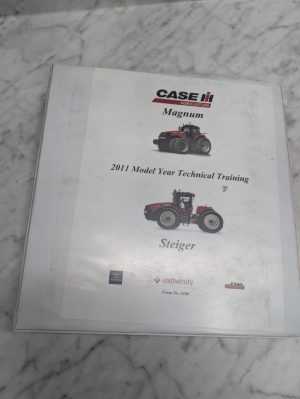 CASE IH
AGRICULTURE
Magnum
2011 Model Year Technical Training
Steiger
university